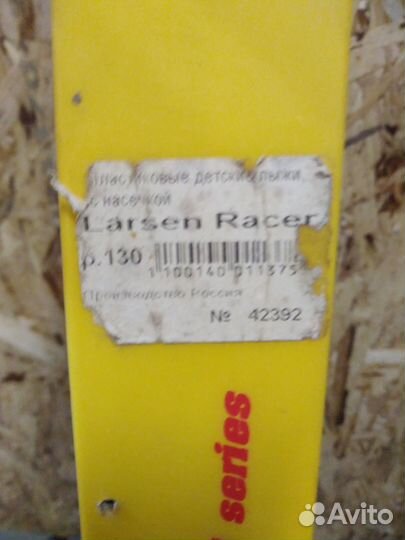 пластиковые детские лыжи
с насечкой
Larsen Racer
р.130
1 100140 011375
Производство Россия
№ 42392
series
Avito